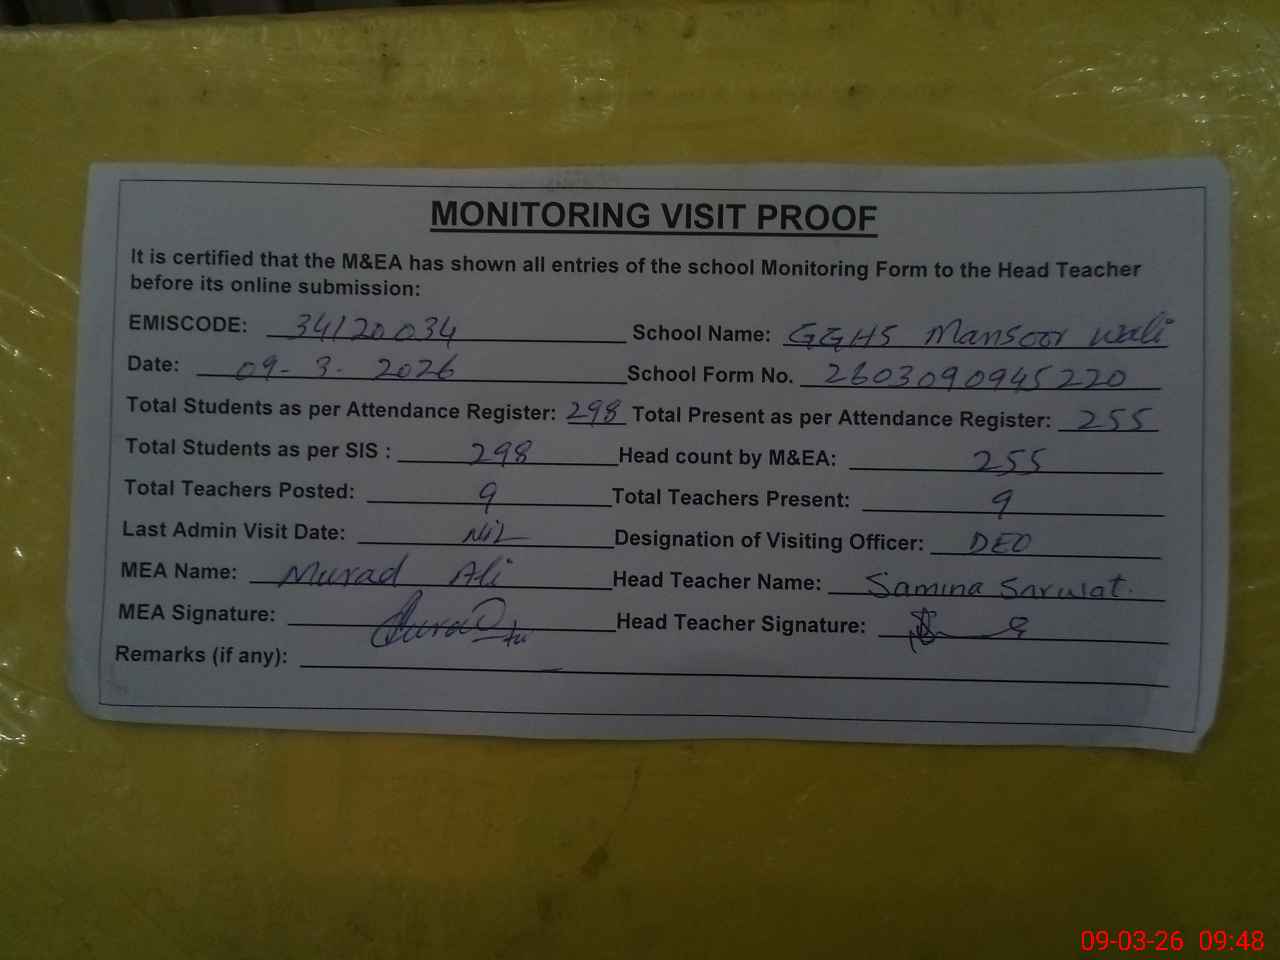 MONITORING VISIT PROOF
It is certified that the M&EA has shown all entries of the school Monitoring Form to the Head Teacher
before its online submission:
EMISCODE: 34120034 School Name: GGHS Mansoor Wali
Date: 09-3-2026 School Form No. 2603090945220
Total Students as per Attendance Register: 298 Total Present as per Attendance Register: 255
Total Students as per SIS : 298 Head count by M&EA: 255
Total Teachers Posted: 9 Total Teachers Present: 9
Last Admin Visit Date: NiL Designation of Visiting Officer: DEO
MEA Name: Murad Ali Head Teacher Name: Samina Sarwat.
MEA Signature: Head Teacher Signature:
Remarks (if any):
09-03-26 09:48